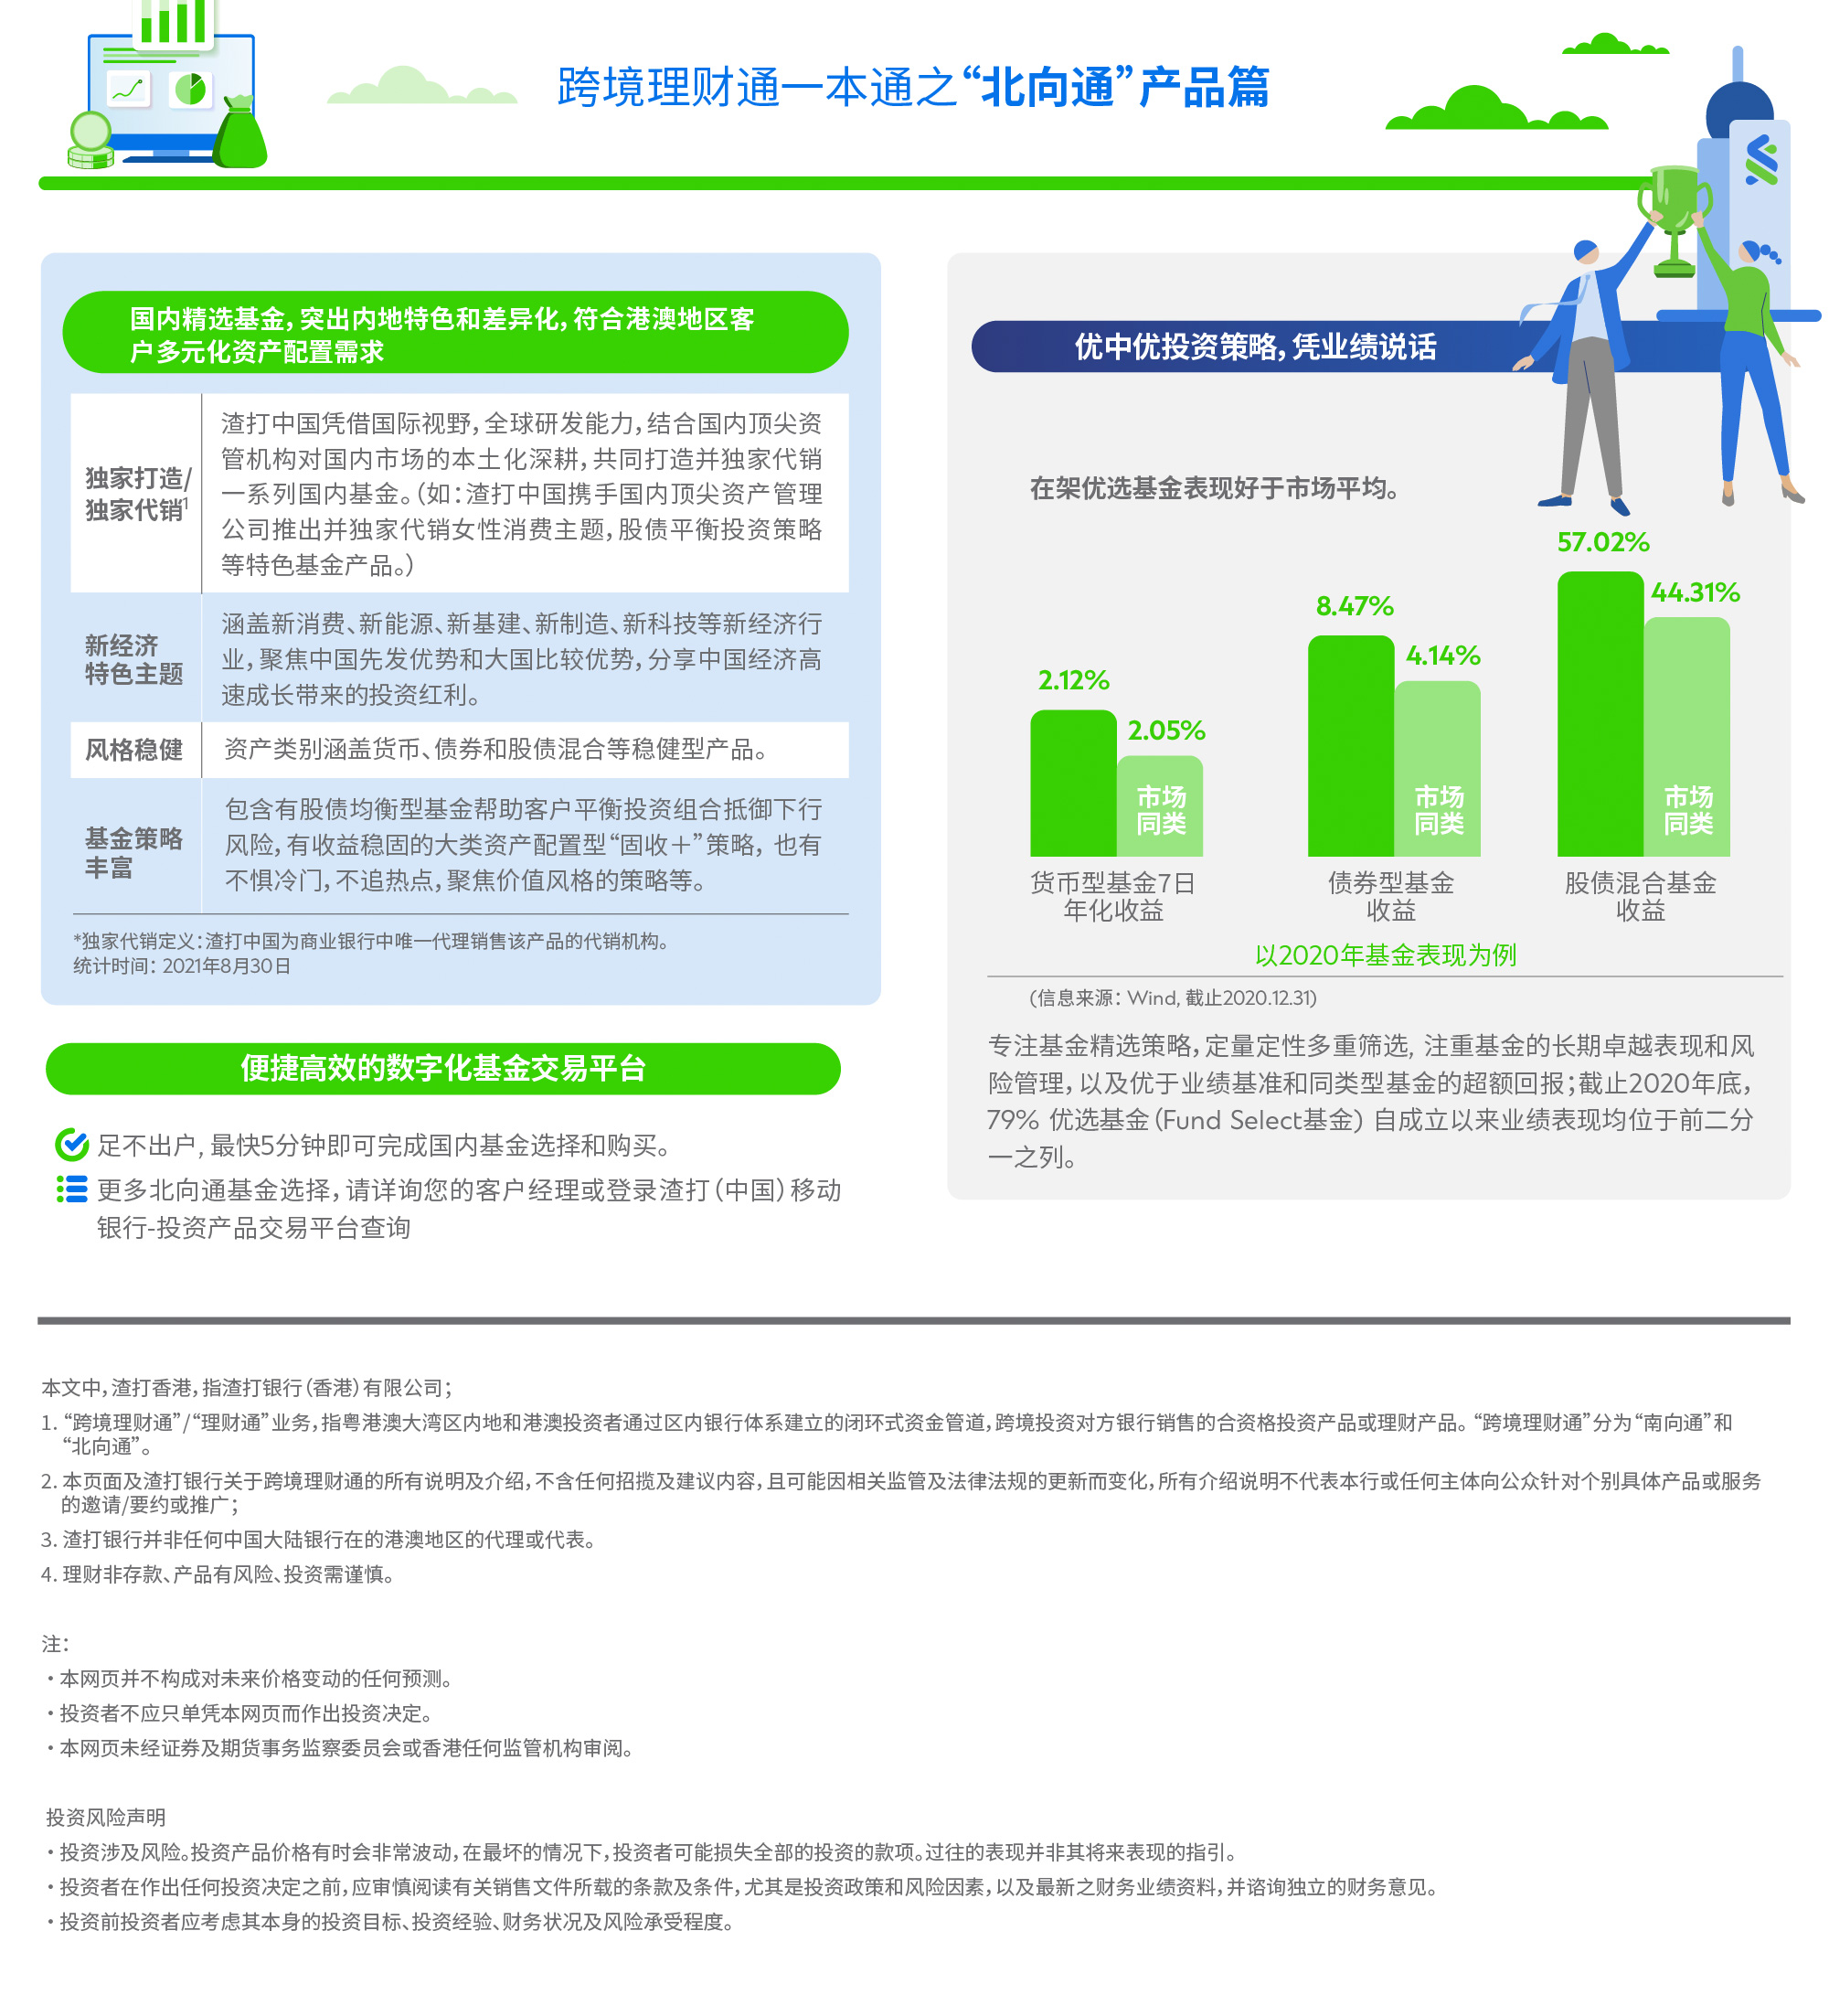 跨境理财通一本通之“北向通”产品篇
国内精选基金，突出内地特色和差异化，符合港澳地区客
户多元化资产配置需求
独家打造/
独家代销1
渣打中国凭借国际视野，全球研发能力，结合国内顶尖资
管机构对国内市场的本土化深耕，共同打造并独家代销
一系列国内基金。（如：渣打中国携手国内顶尖资产管理
公司推出并独家代销女性消费主题，股债平衡投资策略
等特色基金产品。）
新经济
特色主题
涵盖新消费、新能源、新基建、新制造、新科技等新经济行
业，聚焦中国先发优势和大国比较优势，分享中国经济高
速成长带来的投资红利。
风格稳健
资产类别涵盖货币、债券和股债混合等稳健型产品。
基金策略
丰富
包含有股债均衡型基金帮助客户平衡投资组合抵御下行
风险，有收益稳固的大类资产配置型“固收＋”策略，也有
不惧冷门，不追热点，聚焦价值风格的策略等。
*独家代销定义：渣打中国为商业银行中唯一代理销售该产品的代销机构。
统计时间： 2021年8月30日
便捷高效的数字化基金交易平台
足不出户, 最快5分钟即可完成国内基金选择和购买。
更多北向通基金选择，请详询您的客户经理或登录渣打（中国）移动
银行-投资产品交易平台查询
优中优投资策略，凭业绩说话
在架优选基金表现好于市场平均。
2.12%
2.05%
市场
同类
货币型基金7日
年化收益
8.47%
4.14%
市场
同类
债券型基金
收益
57.02%
44.31%
市场
同类
股债混合基金
收益
以2020年基金表现为例
(信息来源： Wind, 截止2020.12.31)
专注基金精选策略，定量定性多重筛选, 注重基金的长期卓越表现和风
险管理，以及优于业绩基准和同类型基金的超额回报；截止2020年底，
79% 优选基金（Fund Select基金) 自成立以来业绩表现均位于前二分
一之列。
本文中，渣打香港，指渣打银行（香港）有限公司；
1. “跨境理财通”/“理财通”业务，指粤港澳大湾区内地和港澳投资者通过区内银行体系建立的闭环式资金管道，跨境投资对方银行销售的合资格投资产品或理财产品。“跨境理财通”分为“南向通”和
“北向通”。
2. 本页面及渣打银行关于跨境理财通的所有说明及介绍，不含任何招揽及建议内容，且可能因相关监管及法律法规的更新而变化，所有介绍说明不代表本行或任何主体向公众针对个别具体产品或服务
的邀请/要约或推广；
3. 渣打银行并非任何中国大陆银行在的港澳地区的代理或代表。
4. 理财非存款、产品有风险、投资需谨慎。
注：
• 本网页并不构成对未来价格变动的任何预测。
• 投资者不应只单凭本网页而作出投资决定。
• 本网页未经证券及期货事务监察委员会或香港任何监管机构审阅。
投资风险声明
• 投资涉及风险。投资产品价格有时会非常波动，在最坏的情况下，投资者可能损失全部的投资的款项。过往的表现并非其将来表现的指引。
• 投资者在作出任何投资决定之前，应审慎阅读有关销售文件所载的条款及条件，尤其是投资政策和风险因素，以及最新之财务业绩资料，并谘询独立的财务意见。
• 投资前投资者应考虑其本身的投资目标、投资经验、财务状况及风险承受程度。